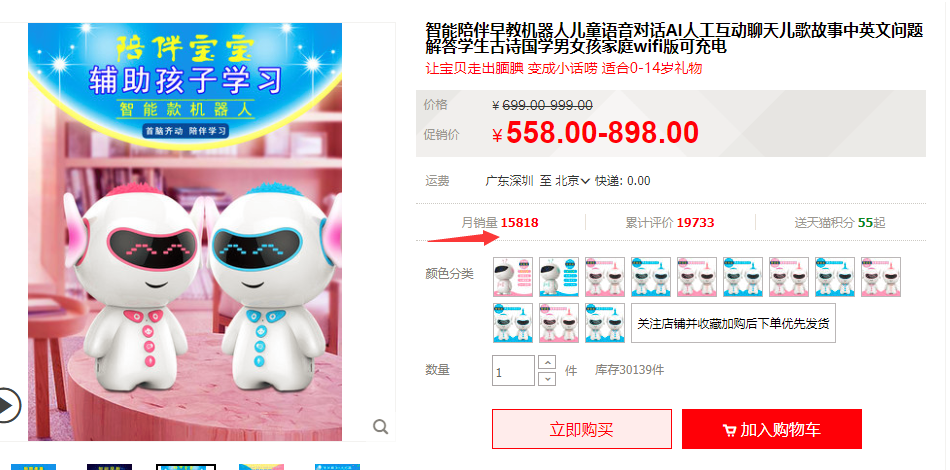 陪伴宝宝
辅助孩子学习
智能款机器人
首脑齐动 陪伴学习
智能陪伴早教机器人儿童语音对话AI人工互动聊天儿歌故事中英文问题
解答学生古诗国学男女孩家庭wifi版可充电
让宝贝走出腼腆 变成小话唠 适合0-14岁礼物
价格 ¥ 699.00-999.00
促销价 ¥ 558.00-898.00
运费 广东深圳 至 北京 快递: 0.00
月销量 15818 累计评价 19733 送天猫积分 55起
颜色分类
关注店铺并收藏加购后下单优先发货
数量 1 件 库存30139件
立即购买 加入购物车